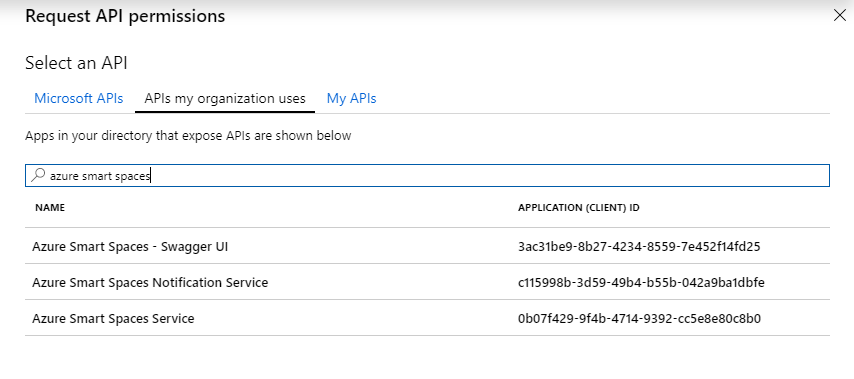 Request API permissions
Select an API
Microsoft APIs APIs my organization uses My APIs
Apps in your directory that expose APIs are shown below
azure smart spaces
NAME APPLICATION (CLIENT) ID
Azure Smart Spaces - Swagger UI 3ac31be9-8b27-4234-8559-7e452f14fd25
Azure Smart Spaces Notification Service c115998b-3d59-49b4-b55b-042a9ba1dbfe
Azure Smart Spaces Service 0b07f429-9f4b-4714-9392-cc5e8e80c8b0